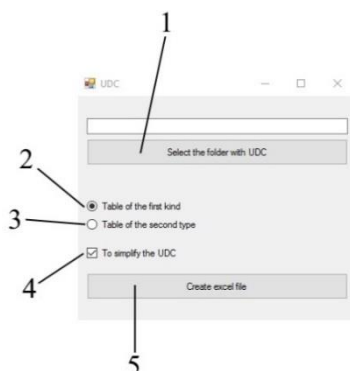 1
UDC
Select the folder with UDC
2
Table of the first kind
3
Table of the second type
4
To simplify the UDC
Create excel file
5